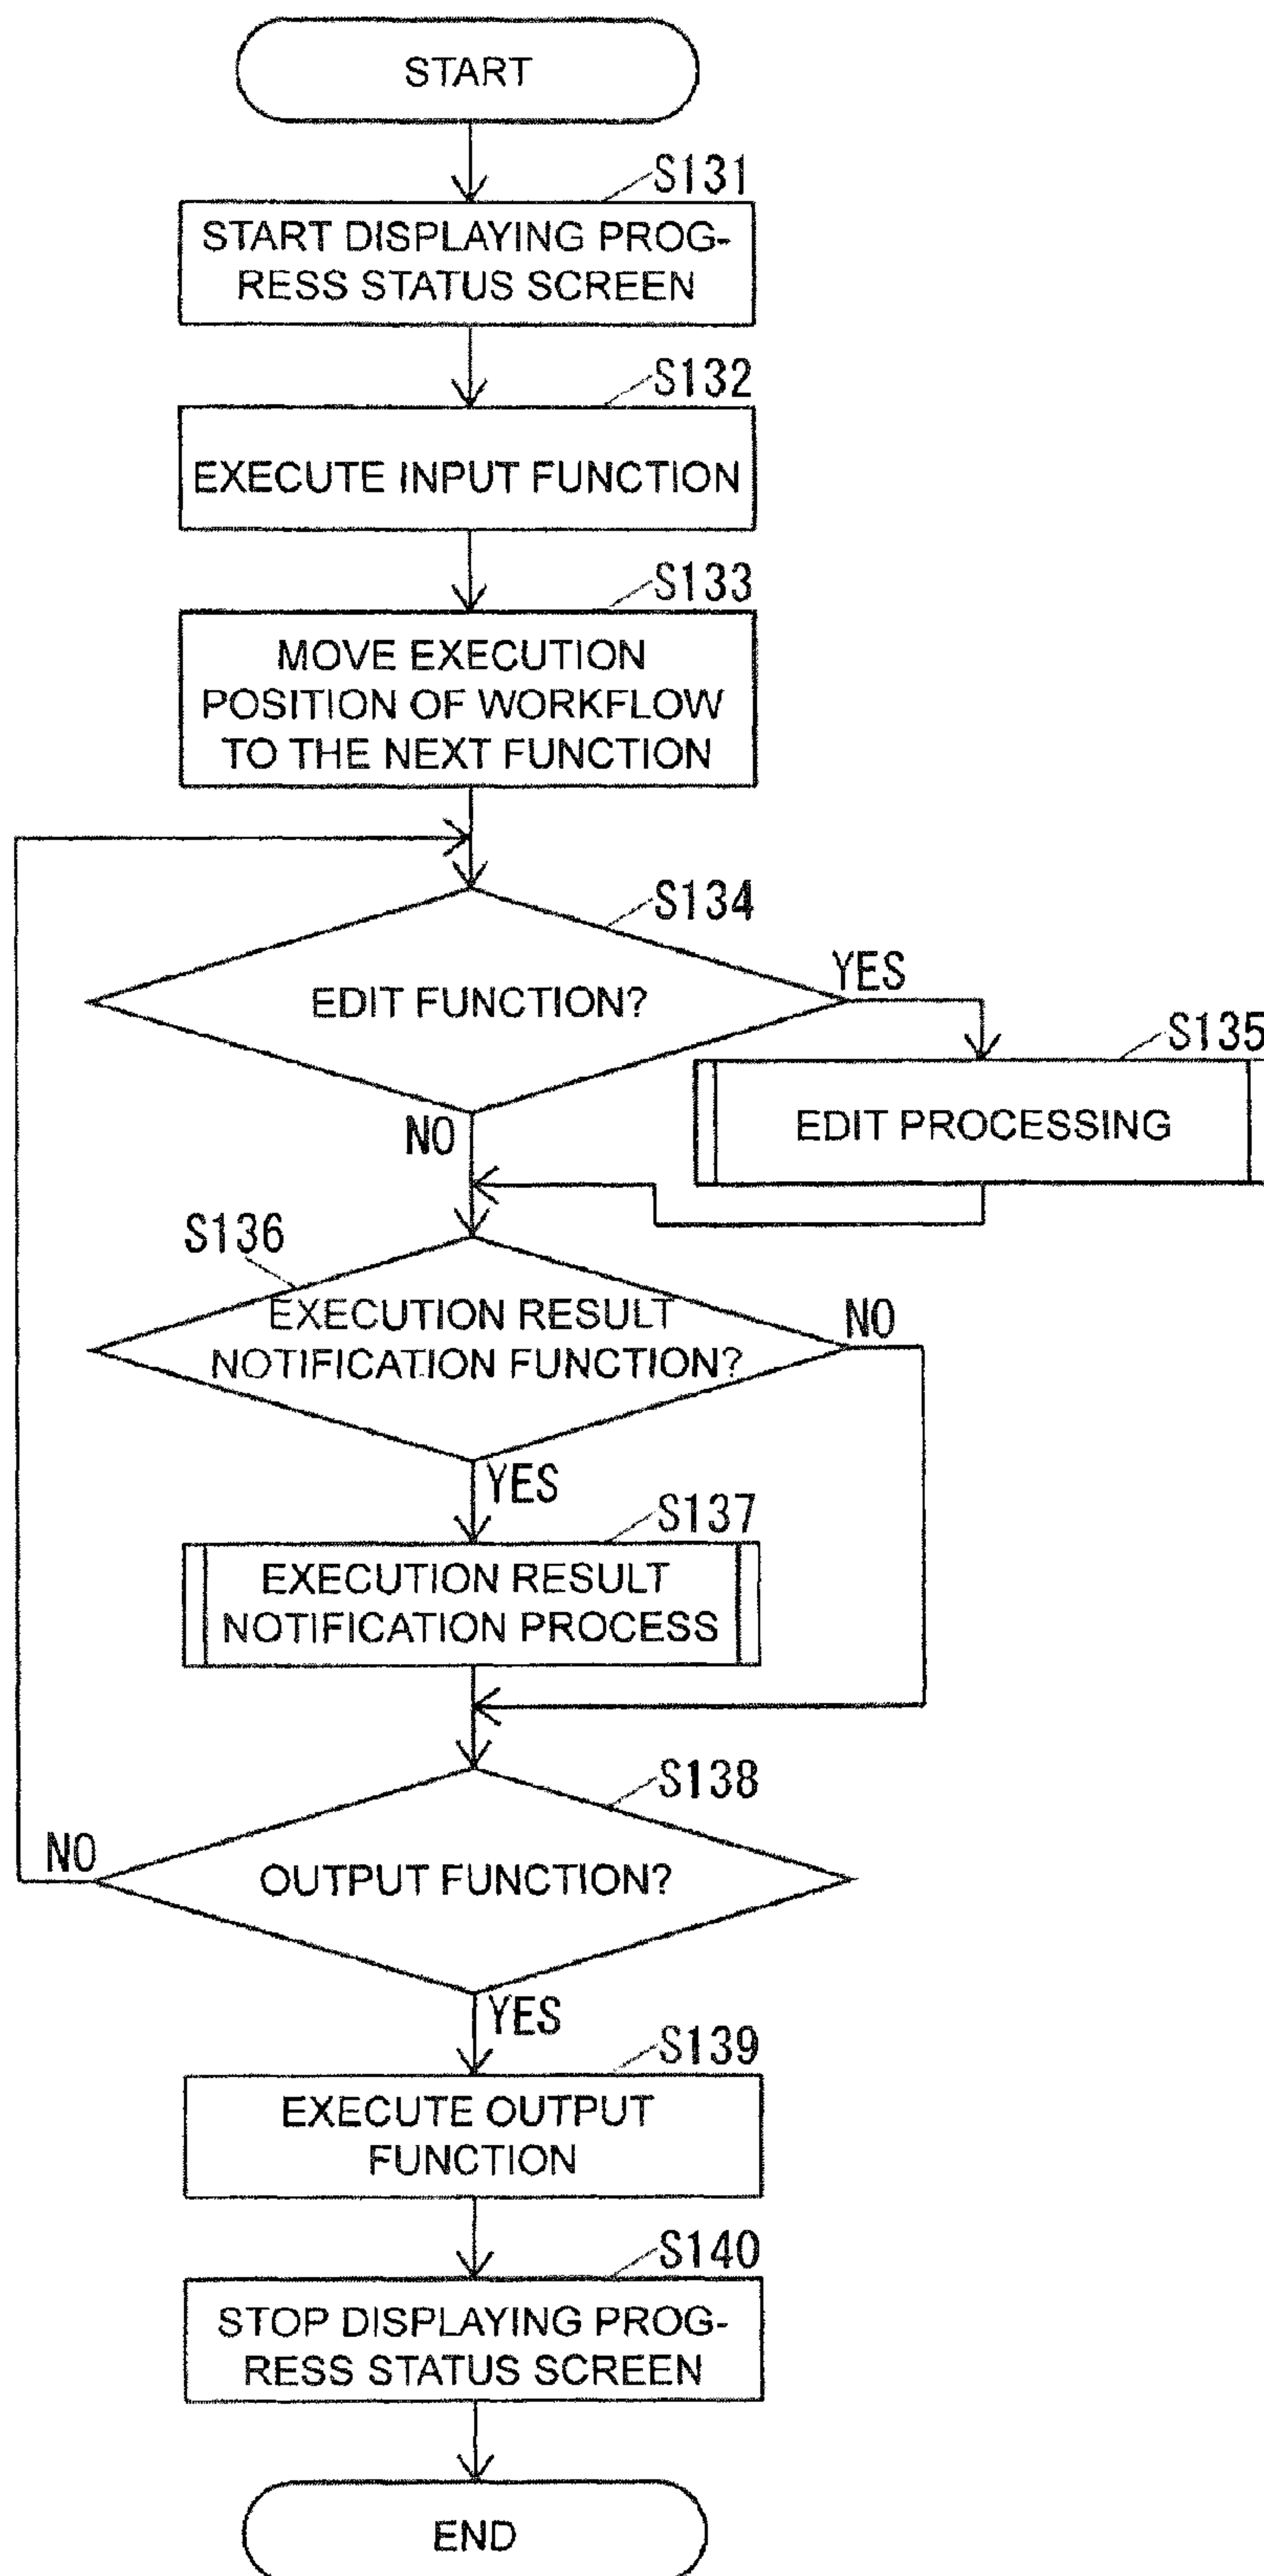 START
S131
START DISPLAYING PROG-
RESS STATUS SCREEN
S132
EXECUTE INPUT FUNCTION
S133
MOVE EXECUTION
POSITION OF WORKFLOW
TO THE NEXT FUNCTION
S134
EDIT FUNCTION?
YES
S135
EDIT PROCESSING
NO
S136
EXECUTION RESULT
NOTIFICATION FUNCTION?
NO
YES
S137
EXECUTION RESULT
NOTIFICATION PROCESS
S138
OUTPUT FUNCTION?
NO
YES
S139
EXECUTE OUTPUT
FUNCTION
S140
STOP DISPLAYING PROG-
RESS STATUS SCREEN
END